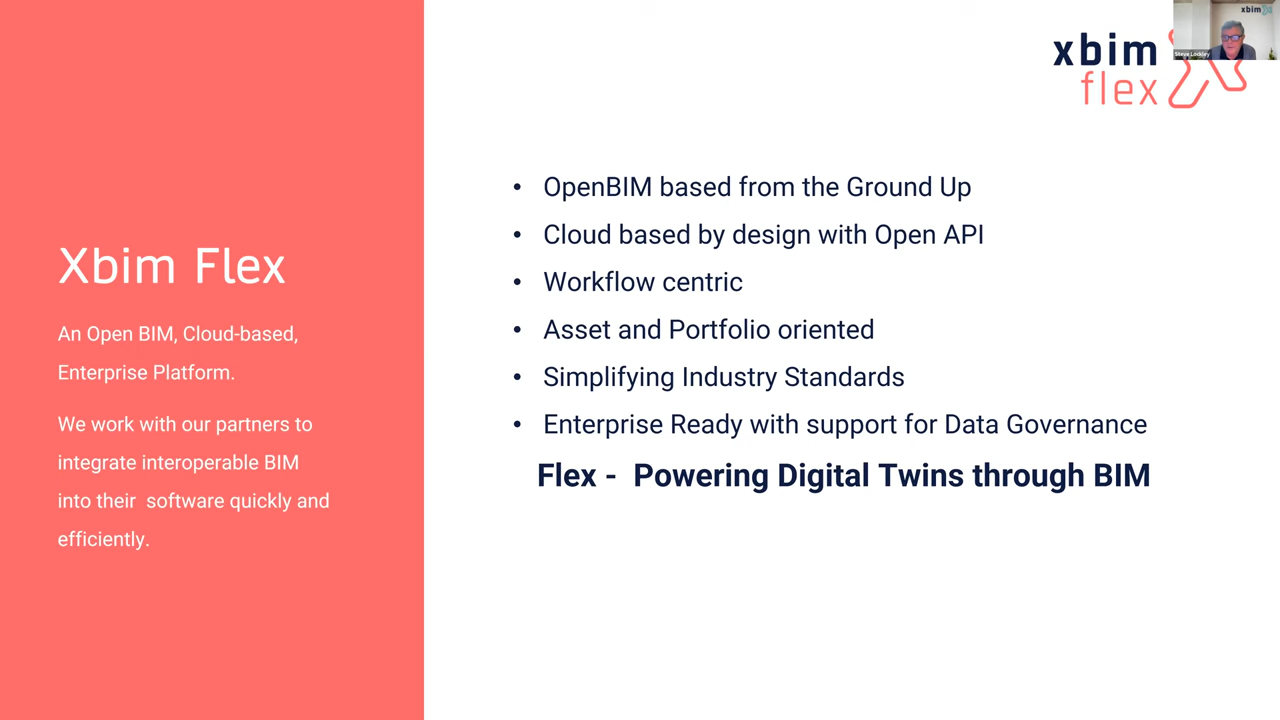 xbim
Steve Lockley
xbim
flex
Xbim Flex
An Open BIM, Cloud-based,
Enterprise Platform.
We work with our partners to
integrate interoperable BIM
into their  software quickly and
efficiently.
• OpenBIM based from the Ground Up
• Cloud based by design with Open API
• Workflow centric
• Asset and Portfolio oriented
• Simplifying Industry Standards
• Enterprise Ready with support for Data Governance
Flex -  Powering Digital Twins through BIM